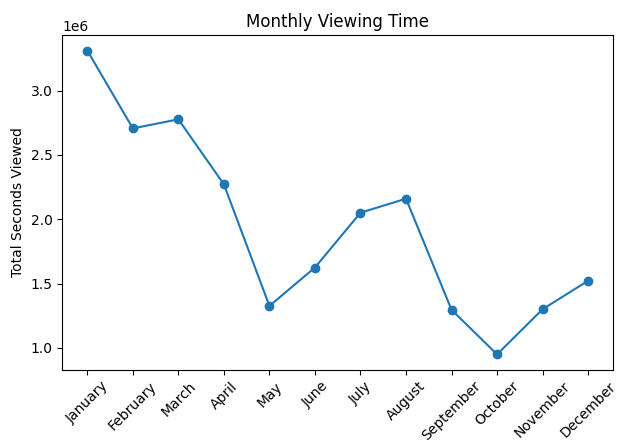 Monthly Viewing Time
1e6
Total Seconds Viewed
3.0
2.5
2.0
1.5
1.0
January
February
March
April
May
June
July
August
September
October
November
December